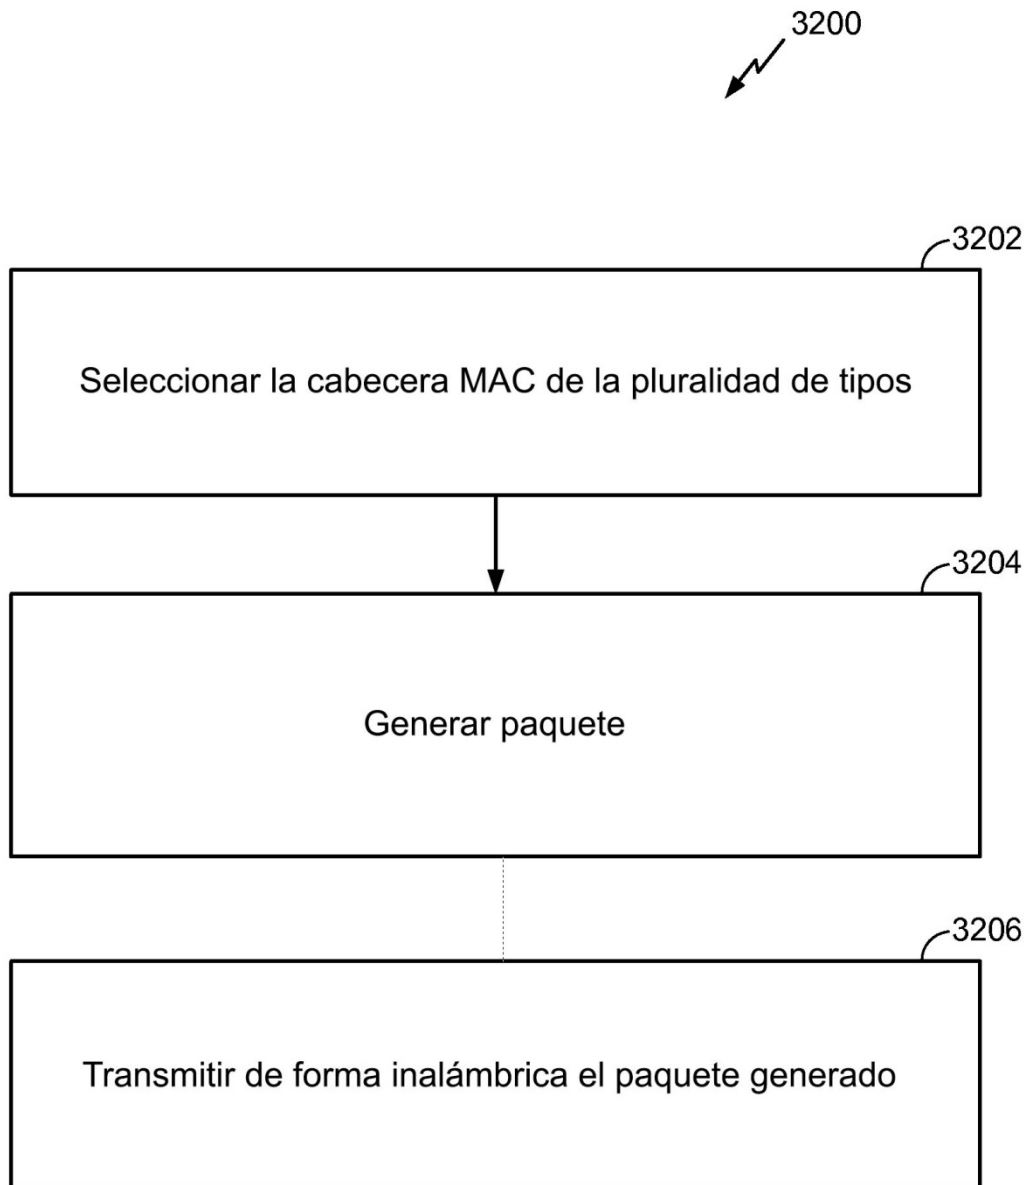 3200
3202
Seleccionar la cabecera MAC de la pluralidad de tipos
3204
Generar paquete
3206
Transmitir de forma inalámbrica el paquete generado